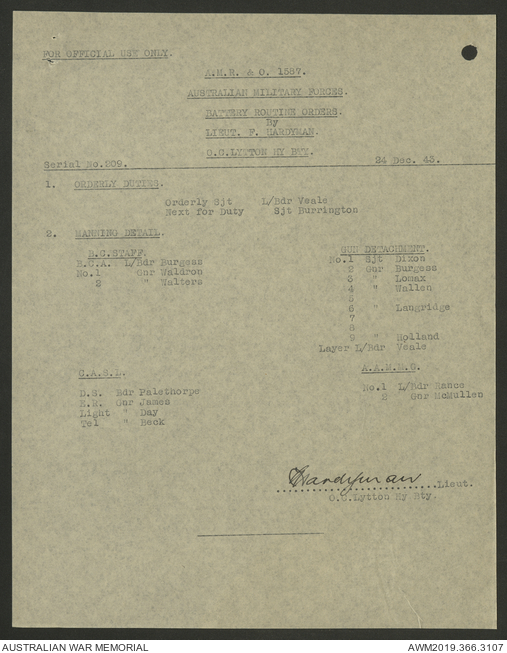 FOR OFFICIAL USE ONLY.
A.M.R. & O. 1587.
AUSTRALIAN MILITARY FORCES.
BATTERY ROUTINE ORDERS.
By
LIEUT. F. HARDYMAN.
O.C. LYTTON HY BTY.
Serial No. 209.
24 Dec. 43.
1. ORDERLY DUTIES.
Orderly Sjt L/Bdr Veale
Next for Duty Sjt Burrington
2. MANNING DETAIL.
B.C. STAFF.
B.C.A. L/Bdr Burgess
No.1 Gnr Waldron
2 " Walters
GUN DETACHMENT.
No.1 Sjt Dixon
2 Gnr Burgess
3 " Lomax
4 " Wallen
5
6 " Langridge
7
8
9 " Holland
Layer L/Bdr Veale
C.A.S.L.
D.S. Bdr Palethorpe
N.R. Gnr James
Light " Day
Tel " Beck
A.A.M.M.G.
No.1 L/Bdr Hance
2 Gnr McMullen
Hardyman Lieut.
O.C. Lytton Hy Bty.
AUSTRALIAN WAR MEMORIAL
AWM2019.366.3107